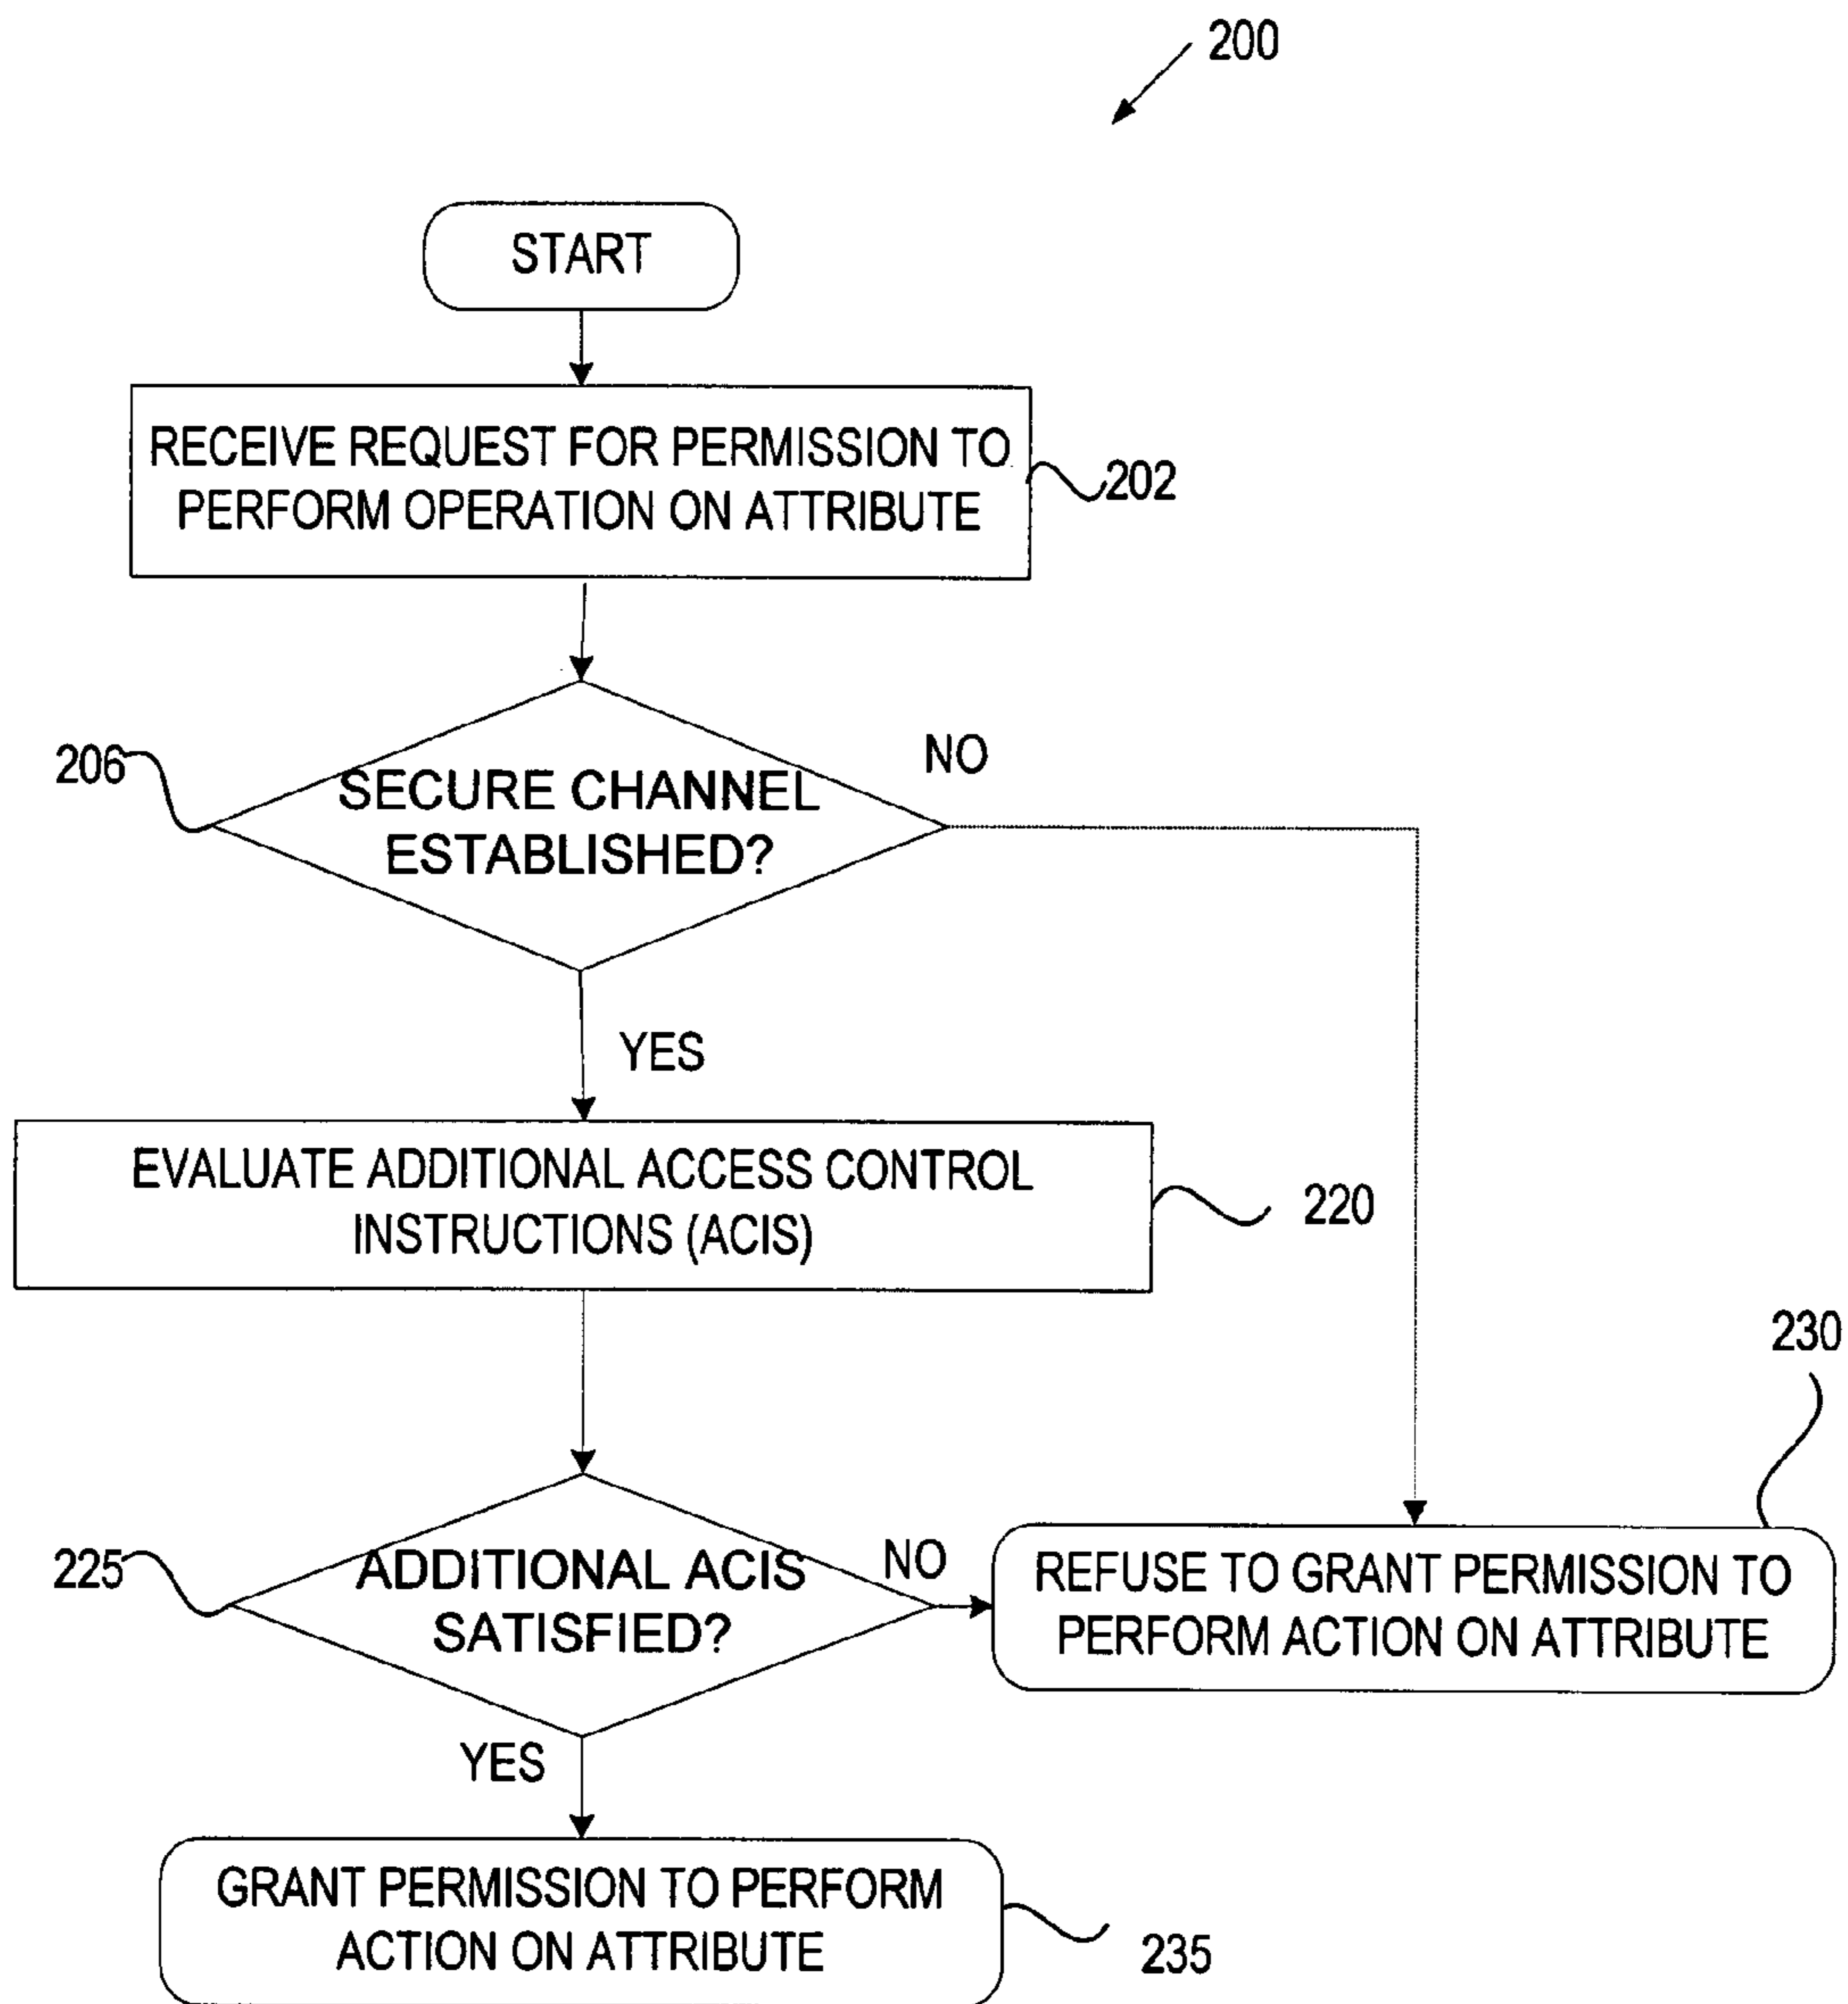 200
START
RECEIVE REQUEST FOR PERMISSION TO
PERFORM OPERATION ON ATTRIBUTE
202
206
SECURE CHANNEL
ESTABLISHED?
NO
YES
EVALUATE ADDITIONAL ACCESS CONTROL
INSTRUCTIONS (ACIS)
220
230
225
ADDITIONAL ACIS
SATISFIED?
NO
REFUSE TO GRANT PERMISSION TO
PERFORM ACTION ON ATTRIBUTE
YES
GRANT PERMISSION TO PERFORM
ACTION ON ATTRIBUTE
235